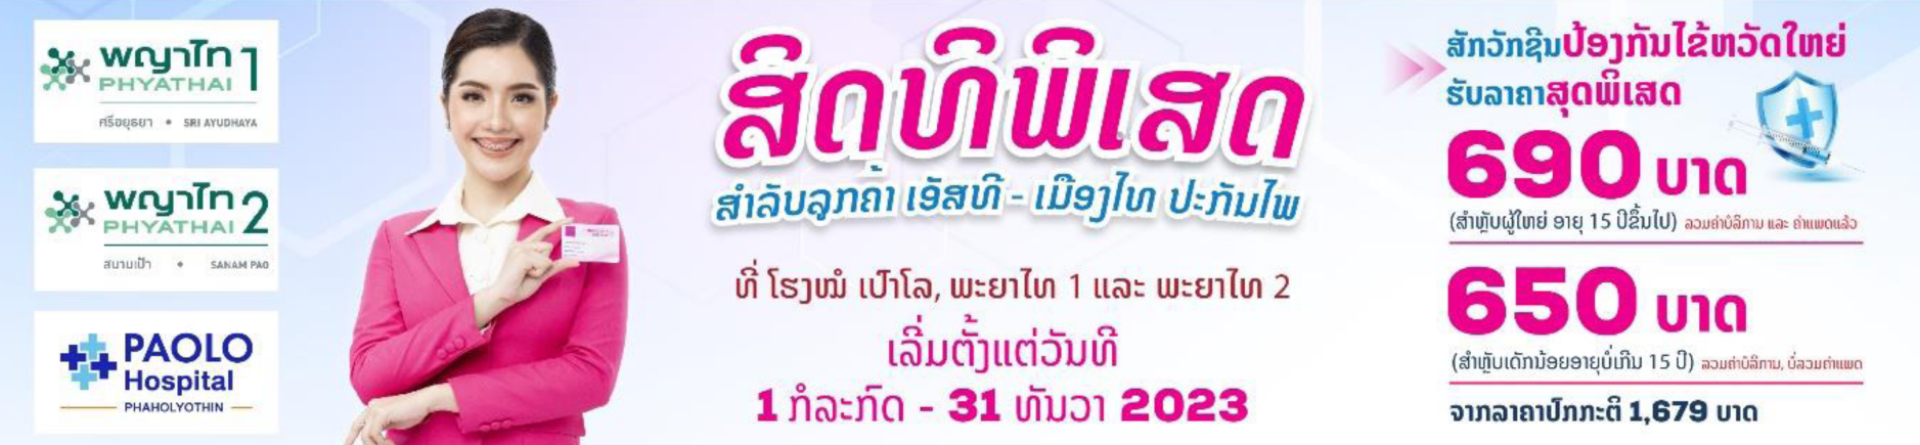 พญาไท 1
PHYATHAI
ศรีอยุธยา • SRI AYUDHAYA
พญาไท 2
PHYATHAI
สนามเป้า • SANAM PAO
PAOLO
Hospital
PHAHOLYOTHIN
ສິດທິພິເສດ
ສຳລັບລູກຄ້າ ເອັສທີ - ເມືອງໄທ ປະກັນໄພ
ທີ່ ໂຮງໝໍ ເປົາໂລ, ພະຍາໄທ 1 ແລະ ພະຍາໄທ 2
ເລີ່ມຕັ້ງແຕ່ວັນທີ
1 ກໍລະກົດ - 31 ທັນວາ 2023
ສັກວັກຊີນປ້ອງກັນໄຂ້ຫວັດໃຫຍ່
ຮັບລາຄາສຸດພິເສດ
690 ບາດ
(ສຳຫຼັບຜູ້ໃຫຍ່ ອາຍຸ 15 ປີຂຶ້ນໄປ) ລວມຄ່າບໍລິການ ແລະ ຄ່າແພດແລ້ວ
650 ບາດ
(ສຳຫຼັບເດັກນ້ອຍອາຍຸບໍ່ເກີນ 15 ປີ) ລວມຄ່າບໍລິການ, ບໍ່ລວມຄ່າແພດ
ຈາກລາຄາປົກກະຕິ 1,679 ບາດ